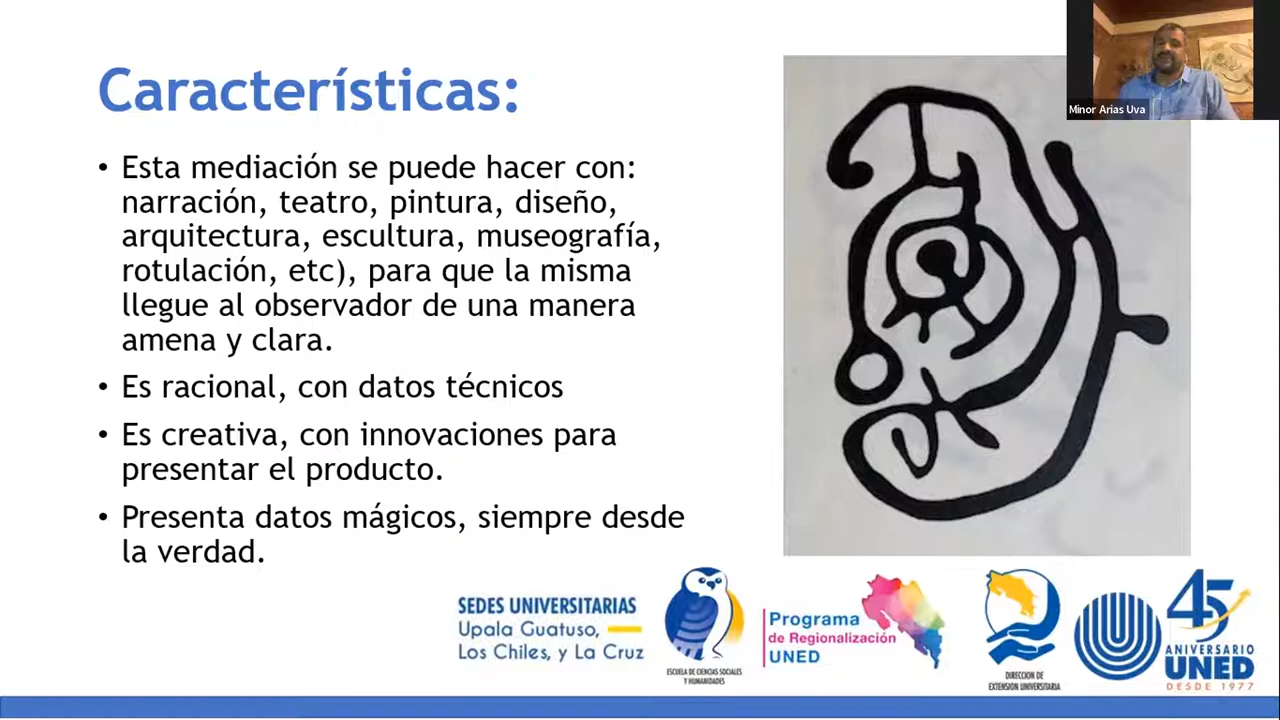 Características:
Minor Arias Uva
• Esta mediación se puede hacer con:
narración, teatro, pintura, diseño,
arquitectura, escultura, museografía,
rotulación, etc), para que la misma
llegue al observador de una manera
amena y clara.
• Es racional, con datos técnicos
• Es creativa, con innovaciones para
presentar el producto.
• Presenta datos mágicos, siempre desde
la verdad.
SEDES UNIVERSITARIAS
Upala Guatuso,
Los Chiles, y La Cruz
ESCUELA DE CIENCIAS SOCIALES
Y HUMANIDADES
Programa
de Regionalización
UNED
DIRECCION DE
EXTENSION UNIVERSITARIA
45
ANIVERSARIO
UNED
DESDE 1977